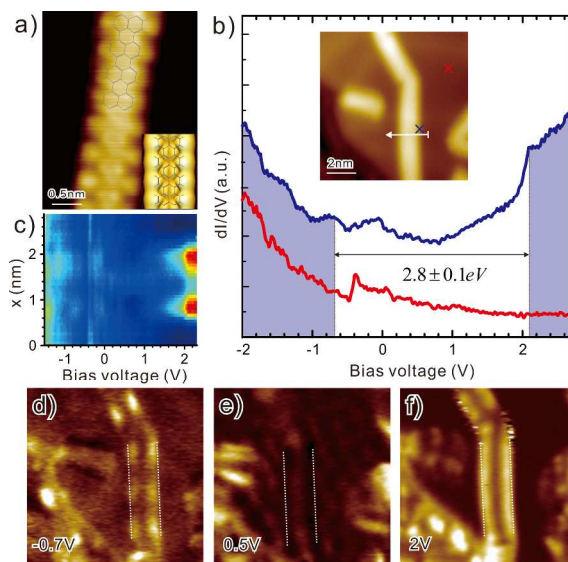 a)
0.5nm
b)
2nm
dI/dV (a.u.)
2.8±0.1eV
-2 -1 0 1 2
Bias voltage (V)
c)
x (nm)
2
1
0
-1 0 1 2
Bias voltage (V)
d)
-0.7V
e)
0.5V
f)
2V